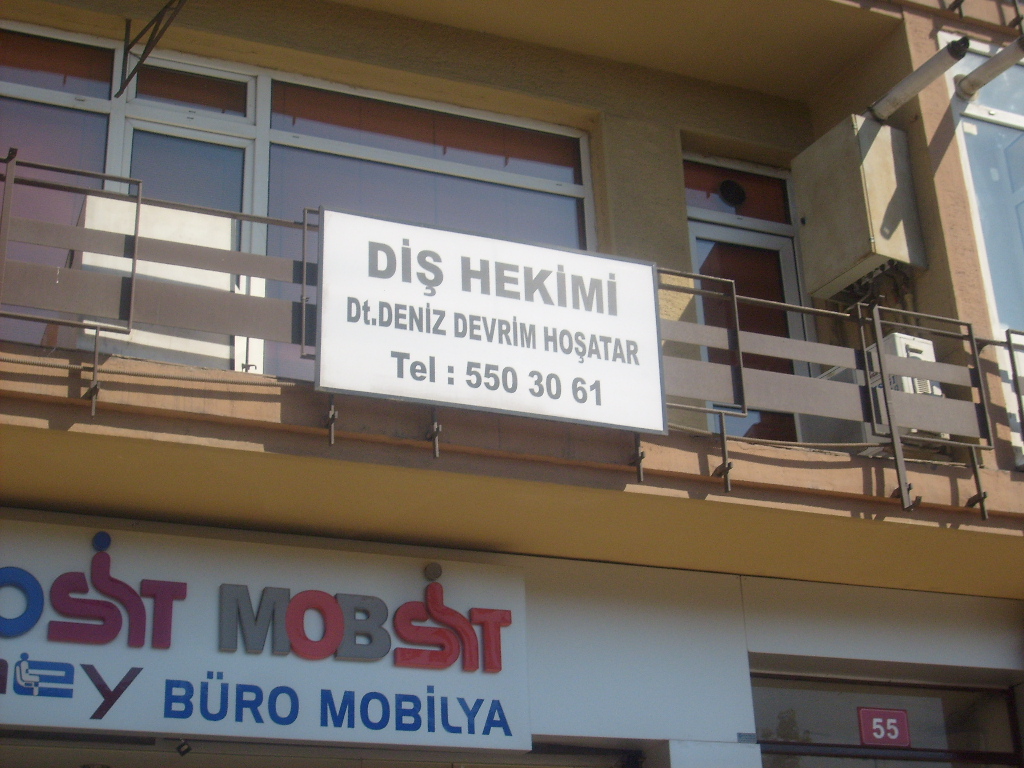 DİŞ HEKİMİ
Dt.DENİZ DEVRİM HOŞATAR
Tel : 550 30 61
MOBSİT
BÜRO MOBİLYA
55